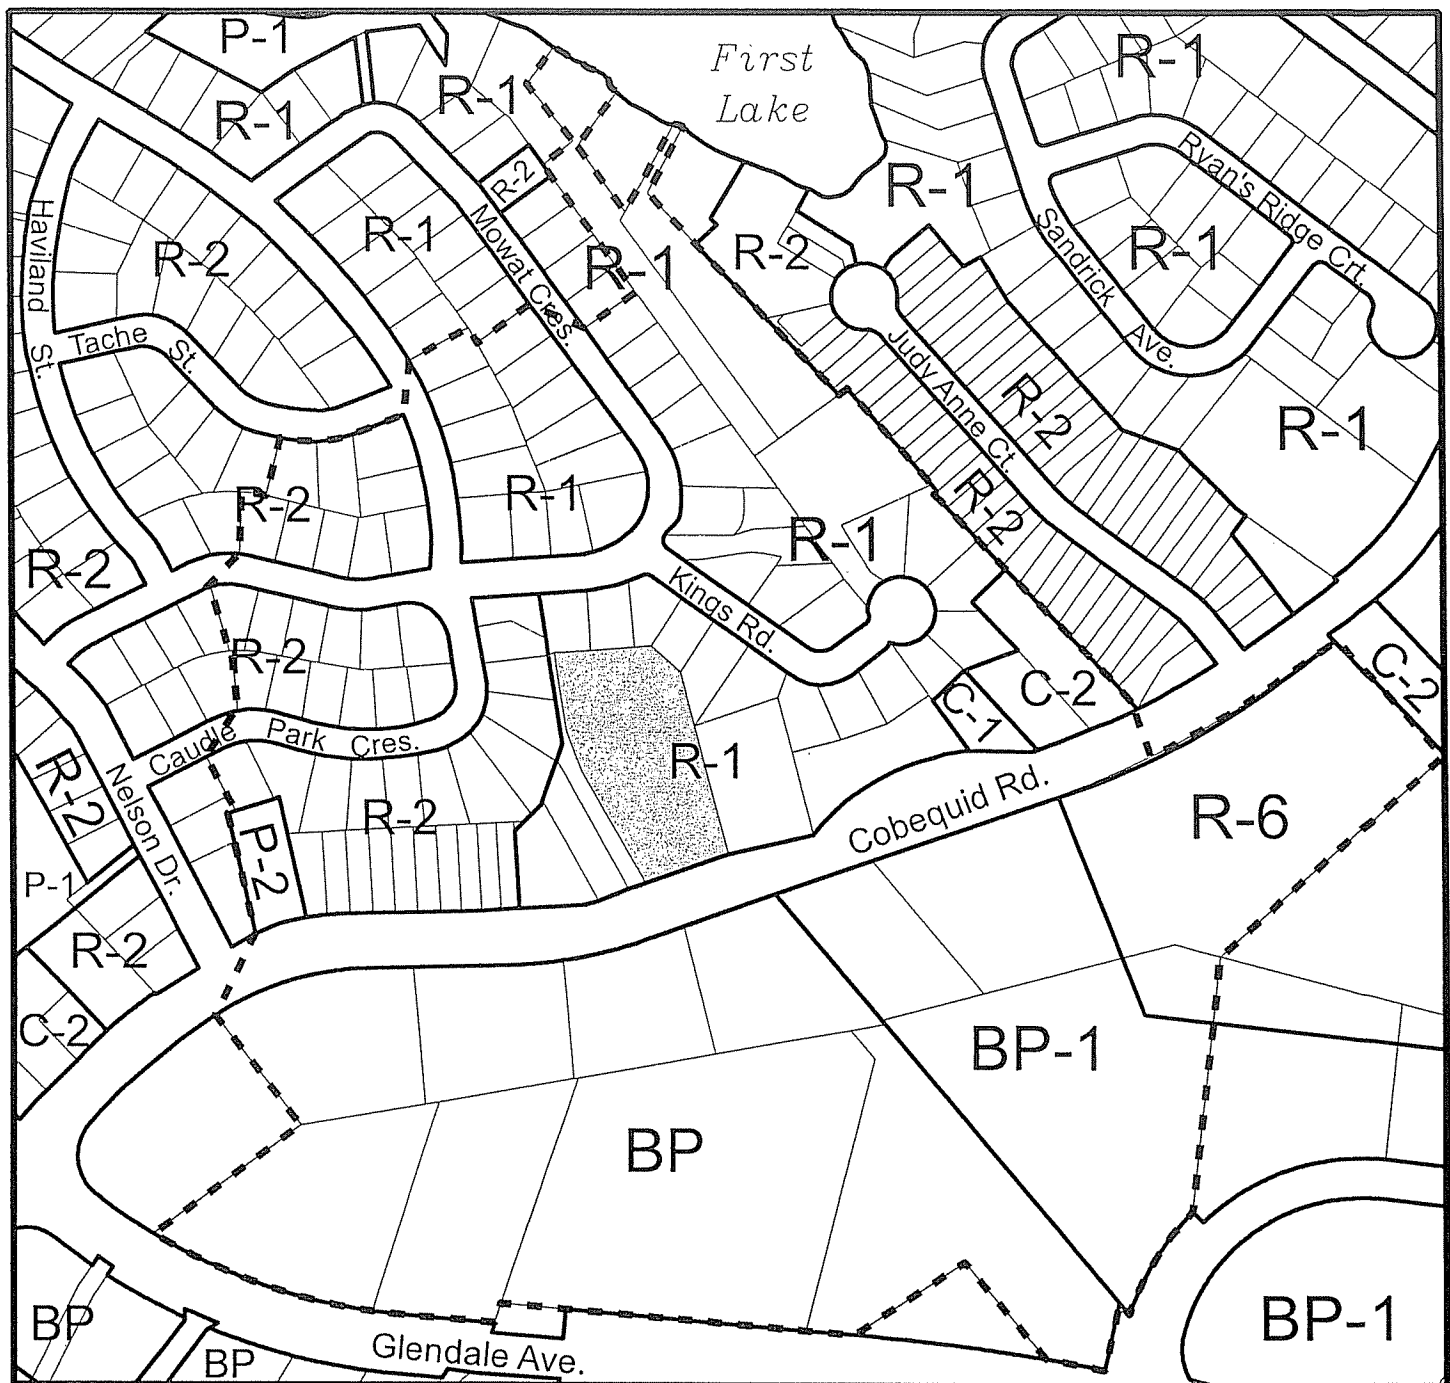 P-1
First
Lake
R-1
R-1
R-1
R-2
R-1
Ryan's Ridge Crt.
Haviland St.
R-2
R-1
Mowat Cres.
R-1
R-2
Sandrick Ave.
R-1
Tache St.
Judy Anne Ct.
R-2
R-1
R-2
R-1
R-1
R-2
R-2
Kings Rd.
R-2
C-2
C-1
C-2
Caudle Park Cres.
R-1
R-2
Nelson Dr.
R-2
P-2
Cobequid Rd.
R-6
P-1
R-2
C-2
BP-1
BP
BP
BP
Glendale Ave.
BP-1